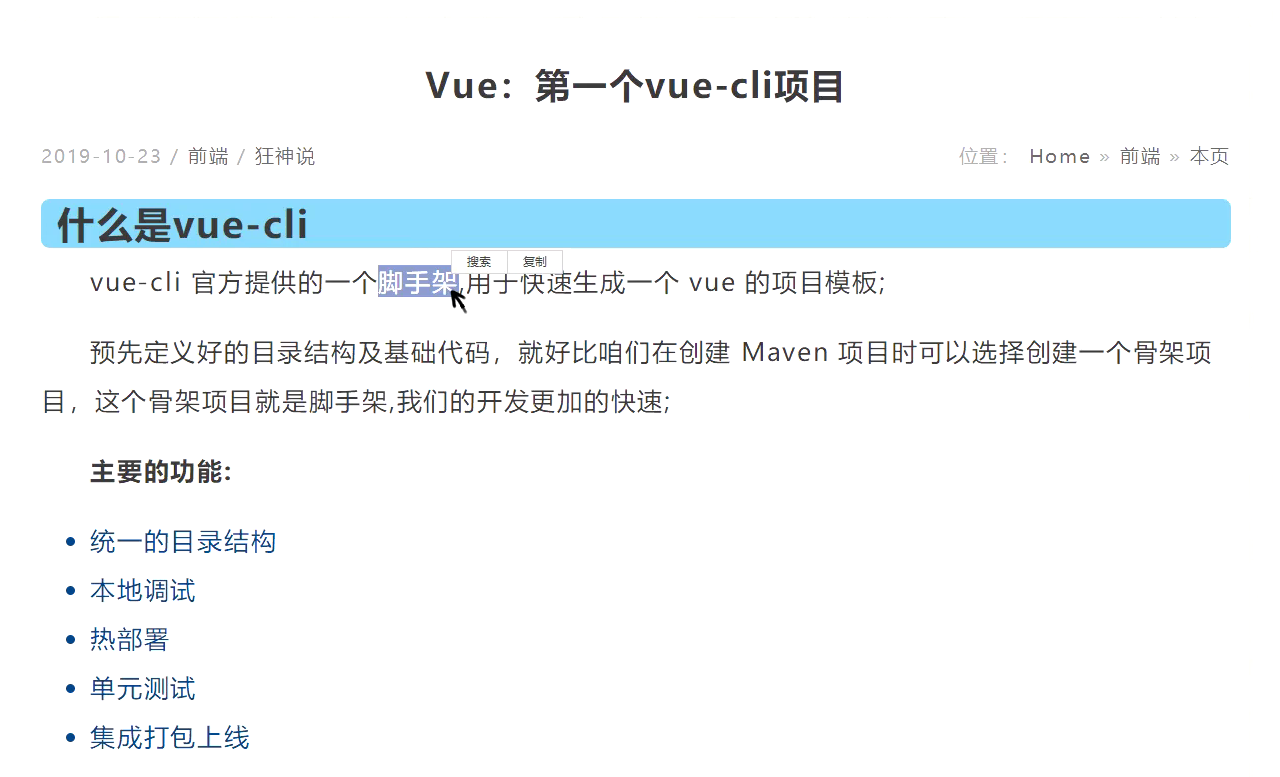 Vue：第一个vue-cli项目
2019-10-23 / 前端 / 狂神说
位置： Home » 前端 » 本页
什么是vue-cli
搜索 复制
vue-cli 官方提供的一个脚手架,用于快速生成一个 vue 的项目模板;
预先定义好的目录结构及基础代码，就好比咱们在创建 Maven 项目时可以选择创建一个骨架项
目，这个骨架项目就是脚手架,我们的开发更加的快速;
主要的功能:
统一的目录结构
本地调试
热部署
单元测试
集成打包上线